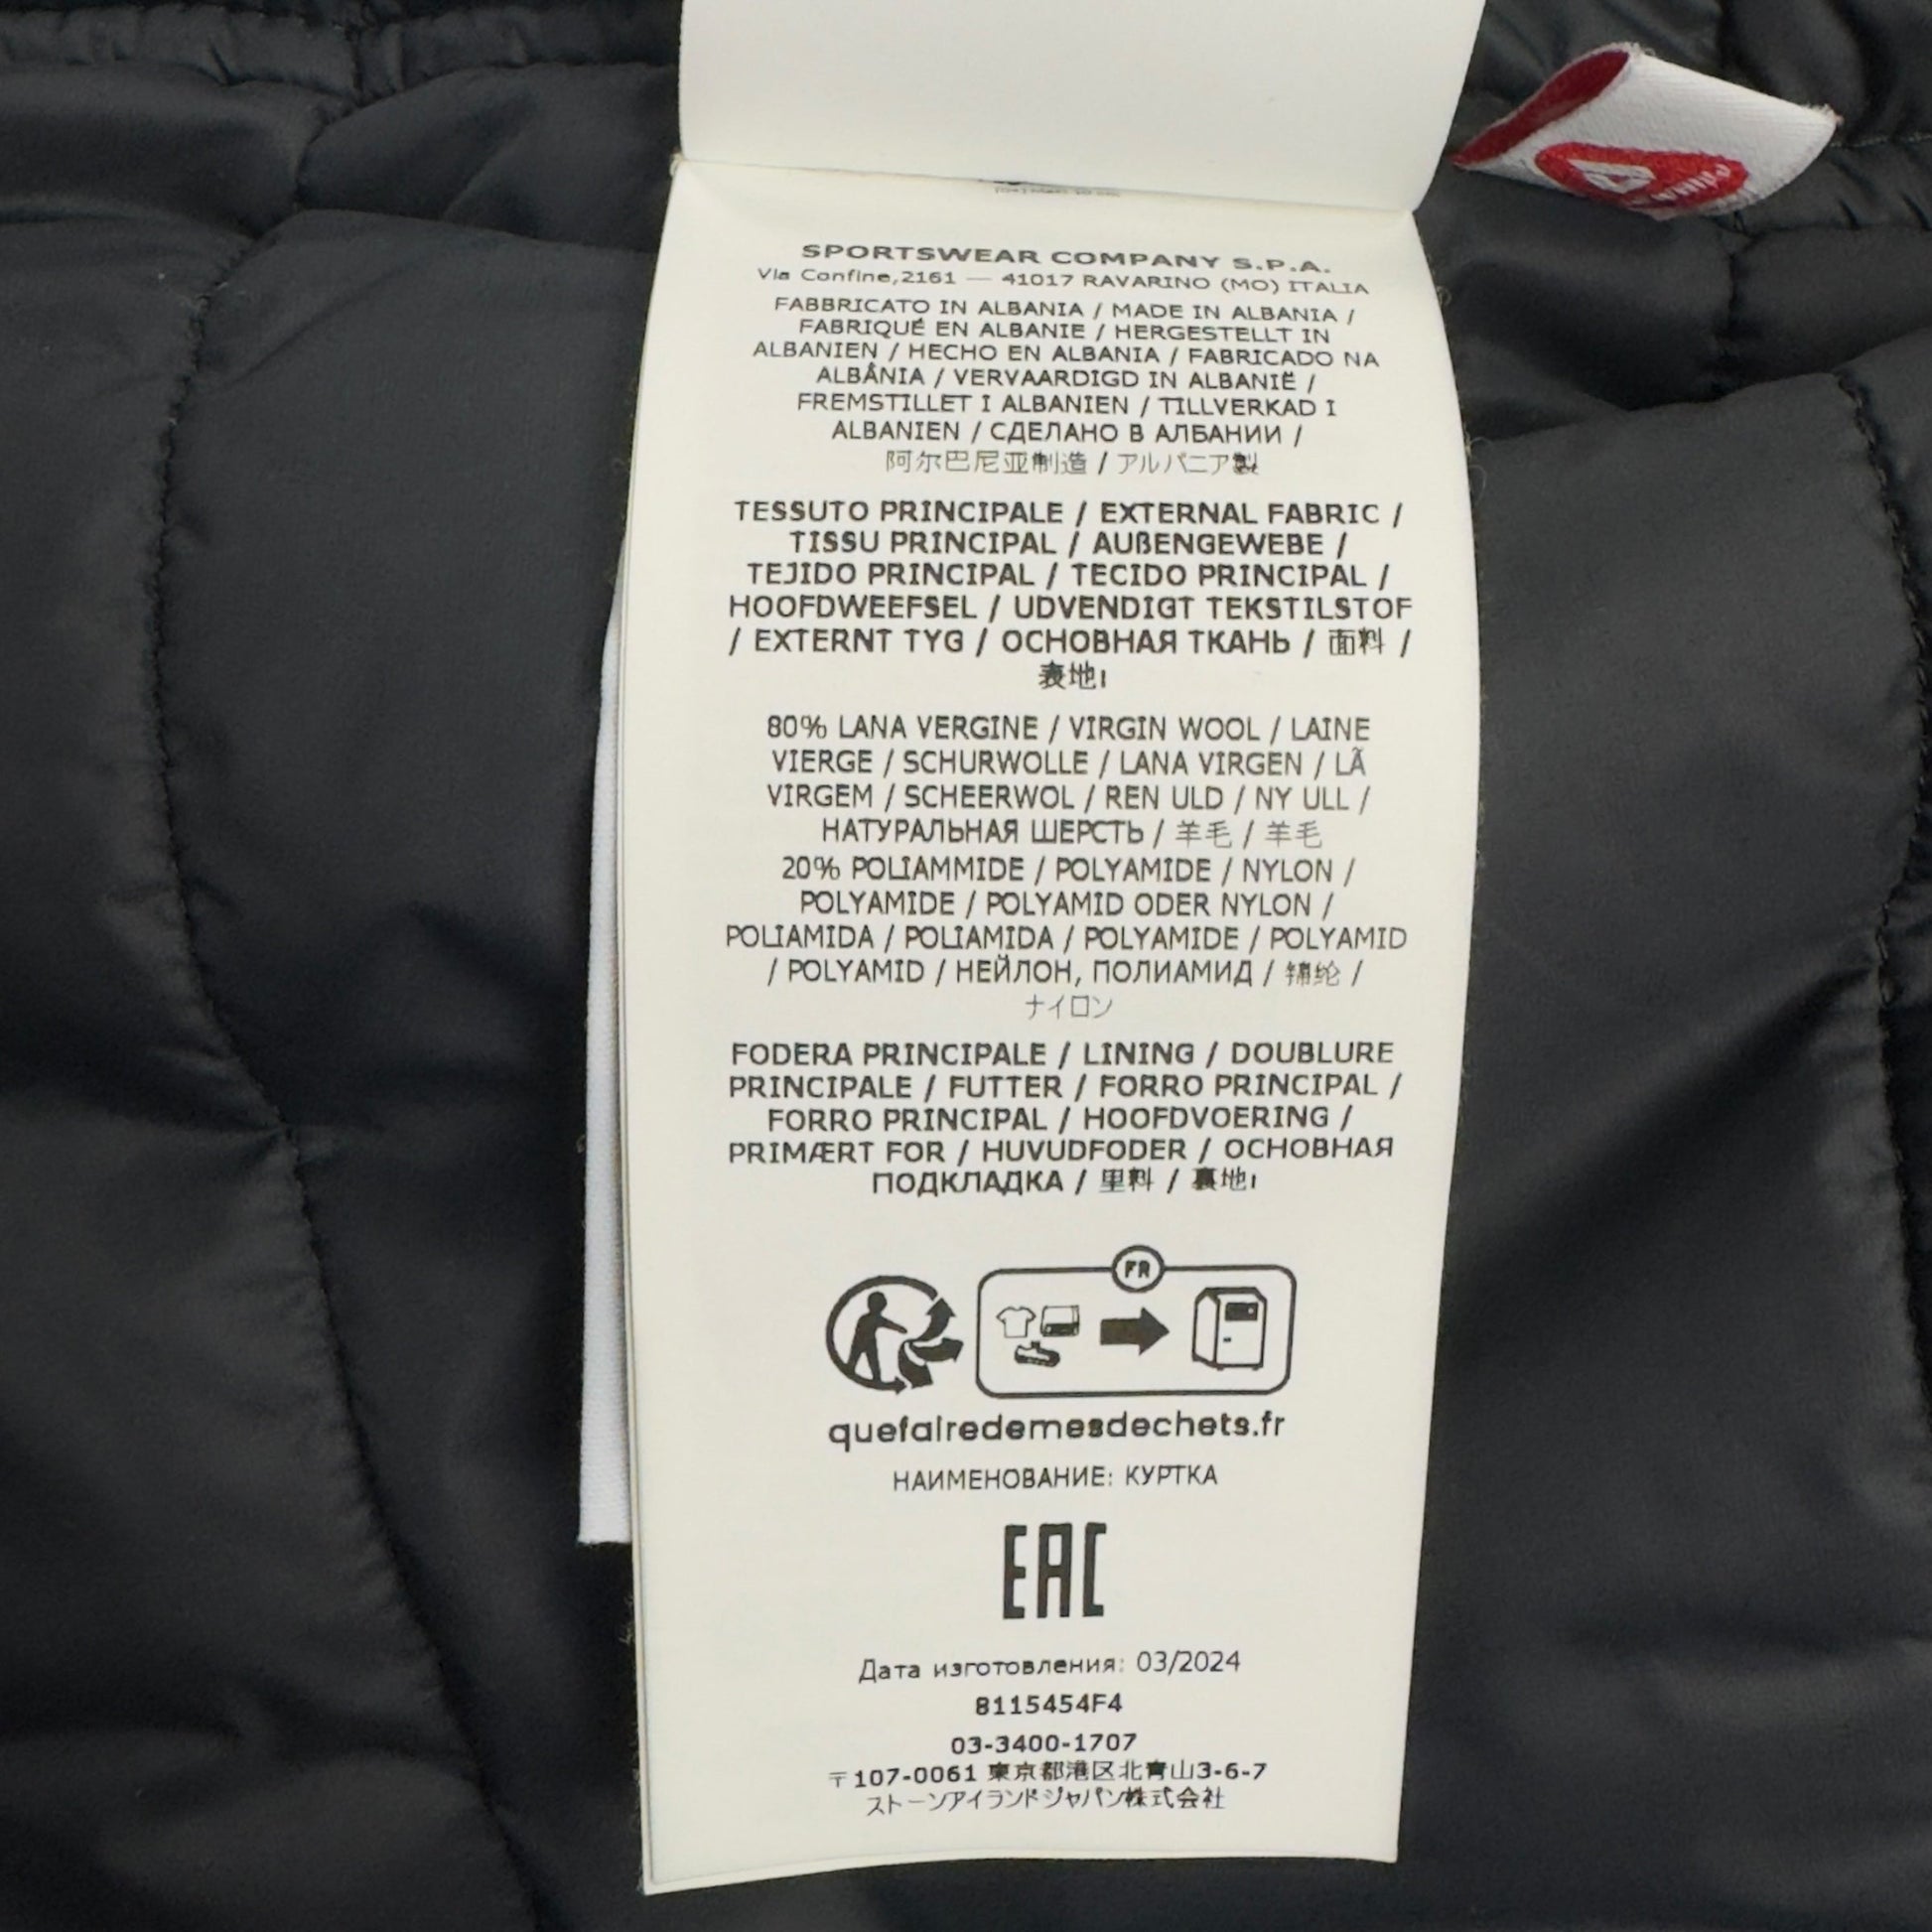 SPORTSWEAR COMPANY S.P.A.
Via Confine,2161 — 41017 RAVARINO (MO) ITALIA
FABBRICATO IN ALBANIA / MADE IN ALBANIA /
FABRIQUÉ EN ALBANIE / HERGESTELLT IN
ALBANIEN / HECHO EN ALBANIA / FABRICADO NA
ALBÂNIA / VERVAARDIGD IN ALBANIË /
FREMSTILLET I ALBANIEN / TILLVERKAD I
ALBANIEN / СДЕЛАНО В АЛБАНИИ /
阿尔巴尼亚制造 / アルバニア製
TESSUTO PRINCIPALE / EXTERNAL FABRIC /
TISSU PRINCIPAL / AUßENGEWEBE /
TEJIDO PRINCIPAL / TECIDO PRINCIPAL /
HOOFDWEEFSEL / UDVENDIGT TEKSTILSTOF
/ EXTERNT TYG / ОСНОВНАЯ ТКАНЬ / 面料 /
表地ı
80% LANA VERGINE / VIRGIN WOOL / LAINE
VIERGE / SCHURWOLLE / LANA VIRGEN / LÃ
VIRGEM / SCHEERWOL / REN ULD / NY ULL /
НАТУРАЛЬНАЯ ШЕРСТЬ / 羊毛 / 羊毛
20% POLIAMMIDE / POLYAMIDE / NYLON /
POLYAMIDE / POLYAMID ODER NYLON /
POLIAMIDA / POLIAMIDA / POLYAMIDE / POLYAMID
/ POLYAMID / НЕЙЛОН, ПОЛИАМИД / 锦纶 /
ナイロン
FODERA PRINCIPALE / LINING / DOUBLURE
PRINCIPALE / FUTTER / FORRO PRINCIPAL /
FORRO PRINCIPAL / HOOFDVOERING /
PRIMÆRT FOR / HUVUDFODER / ОСНОВНАЯ
ПОДКЛАДКА / 里料 / 裏地ı
FR
quefairedemesdechets.fr
НАИМЕНОВАНИЕ: КУРТКА
EAC
Дата изготовления: 03/2024
8115454F4
03-3400-1707
〒107-0061 東京都港区北青山3-6-7
ストーンアイランドジャパン株式会社